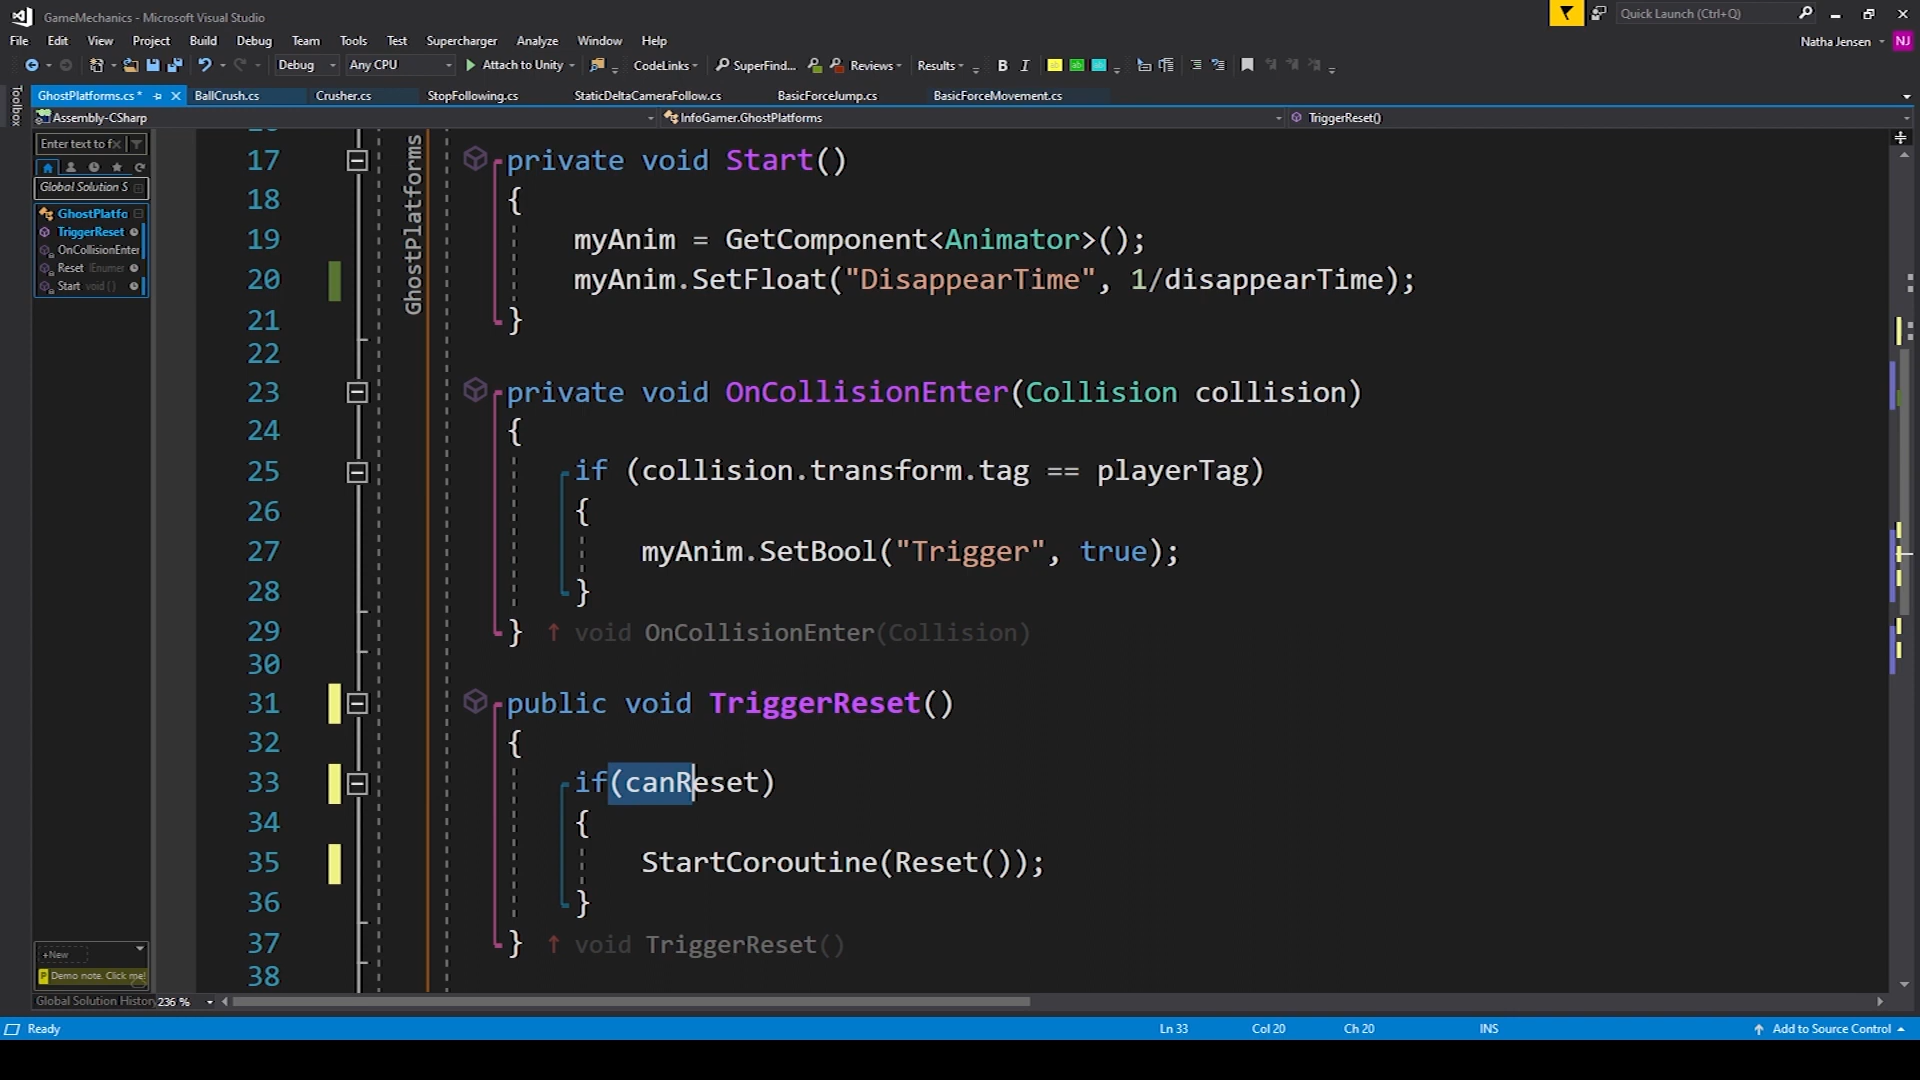 GameMechanics - Microsoft Visual Studio
Quick Launch (Ctrl+Q)
File Edit View Project Build Debug Team Tools Test Supercharger Analyze Window Help
Natha Jensen NJ
Debug Any CPU Attach to Unity CodeLinks SuperFind... Reviews Results B I
GhostPlatforms.cs* BallCrush.cs Crusher.cs StopFollowing.cs StaticDeltaCameraFollow.cs BasicForceJump.cs BasicForceMovement.cs
Toolbox
Assembly-CSharp InfoGamer.GhostPlatforms TriggerReset()
Enter text to f
Global Solution S
GhostPlatfo
TriggerReset
OnCollisionEnter
Reset IEnumer
Start void ()
GhostPlatforms
17 private void Start()
18 {
19 myAnim = GetComponent<Animator>();
20 myAnim.SetFloat("DisappearTime", 1/disappearTime);
21 }
22
23 private void OnCollisionEnter(Collision collision)
24 {
25 if (collision.transform.tag == playerTag)
26 {
27 myAnim.SetBool("Trigger", true);
28 }
29 } ↑ void OnCollisionEnter(Collision)
30
31 public void TriggerReset()
32 {
33 if(canReset)
34 {
35 StartCoroutine(Reset());
36 }
37 } ↑ void TriggerReset()
38
+New
Demo note. Click me!
Global Solution History 236 %
Ready Ln 33 Col 20 Ch 20 INS Add to Source Control